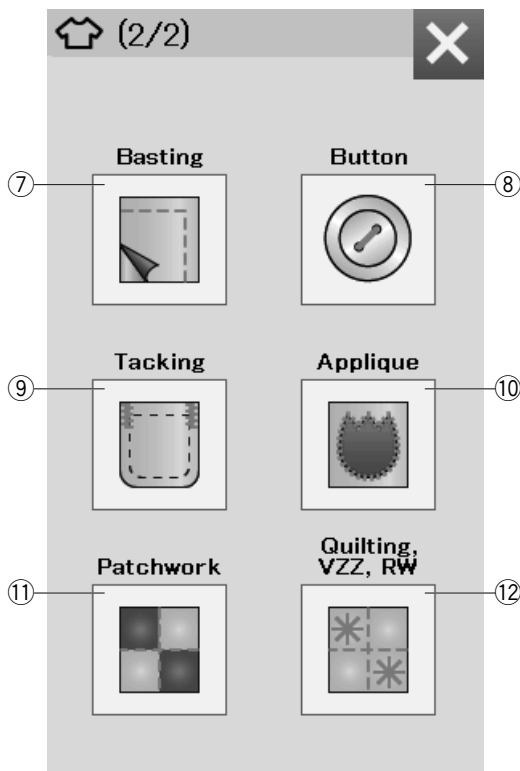 (2/2)
Basting
Button
⑦
⑧
Tacking
Applique
⑨
⑩
Patchwork
Quilting,
VZZ, RW
⑪
⑫